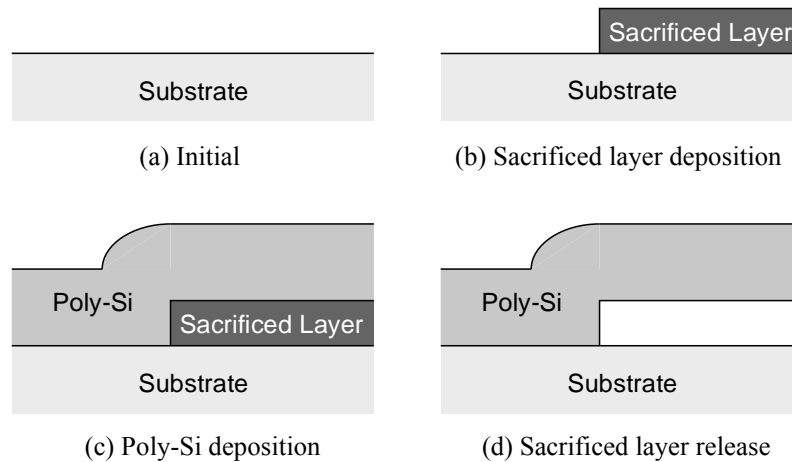 Substrate
(a) Initial
Sacrificed Layer
Substrate
(b) Sacrificed layer deposition
Poly-Si
Sacrificed Layer
Substrate
(c) Poly-Si deposition
Poly-Si
Substrate
(d) Sacrificed layer release